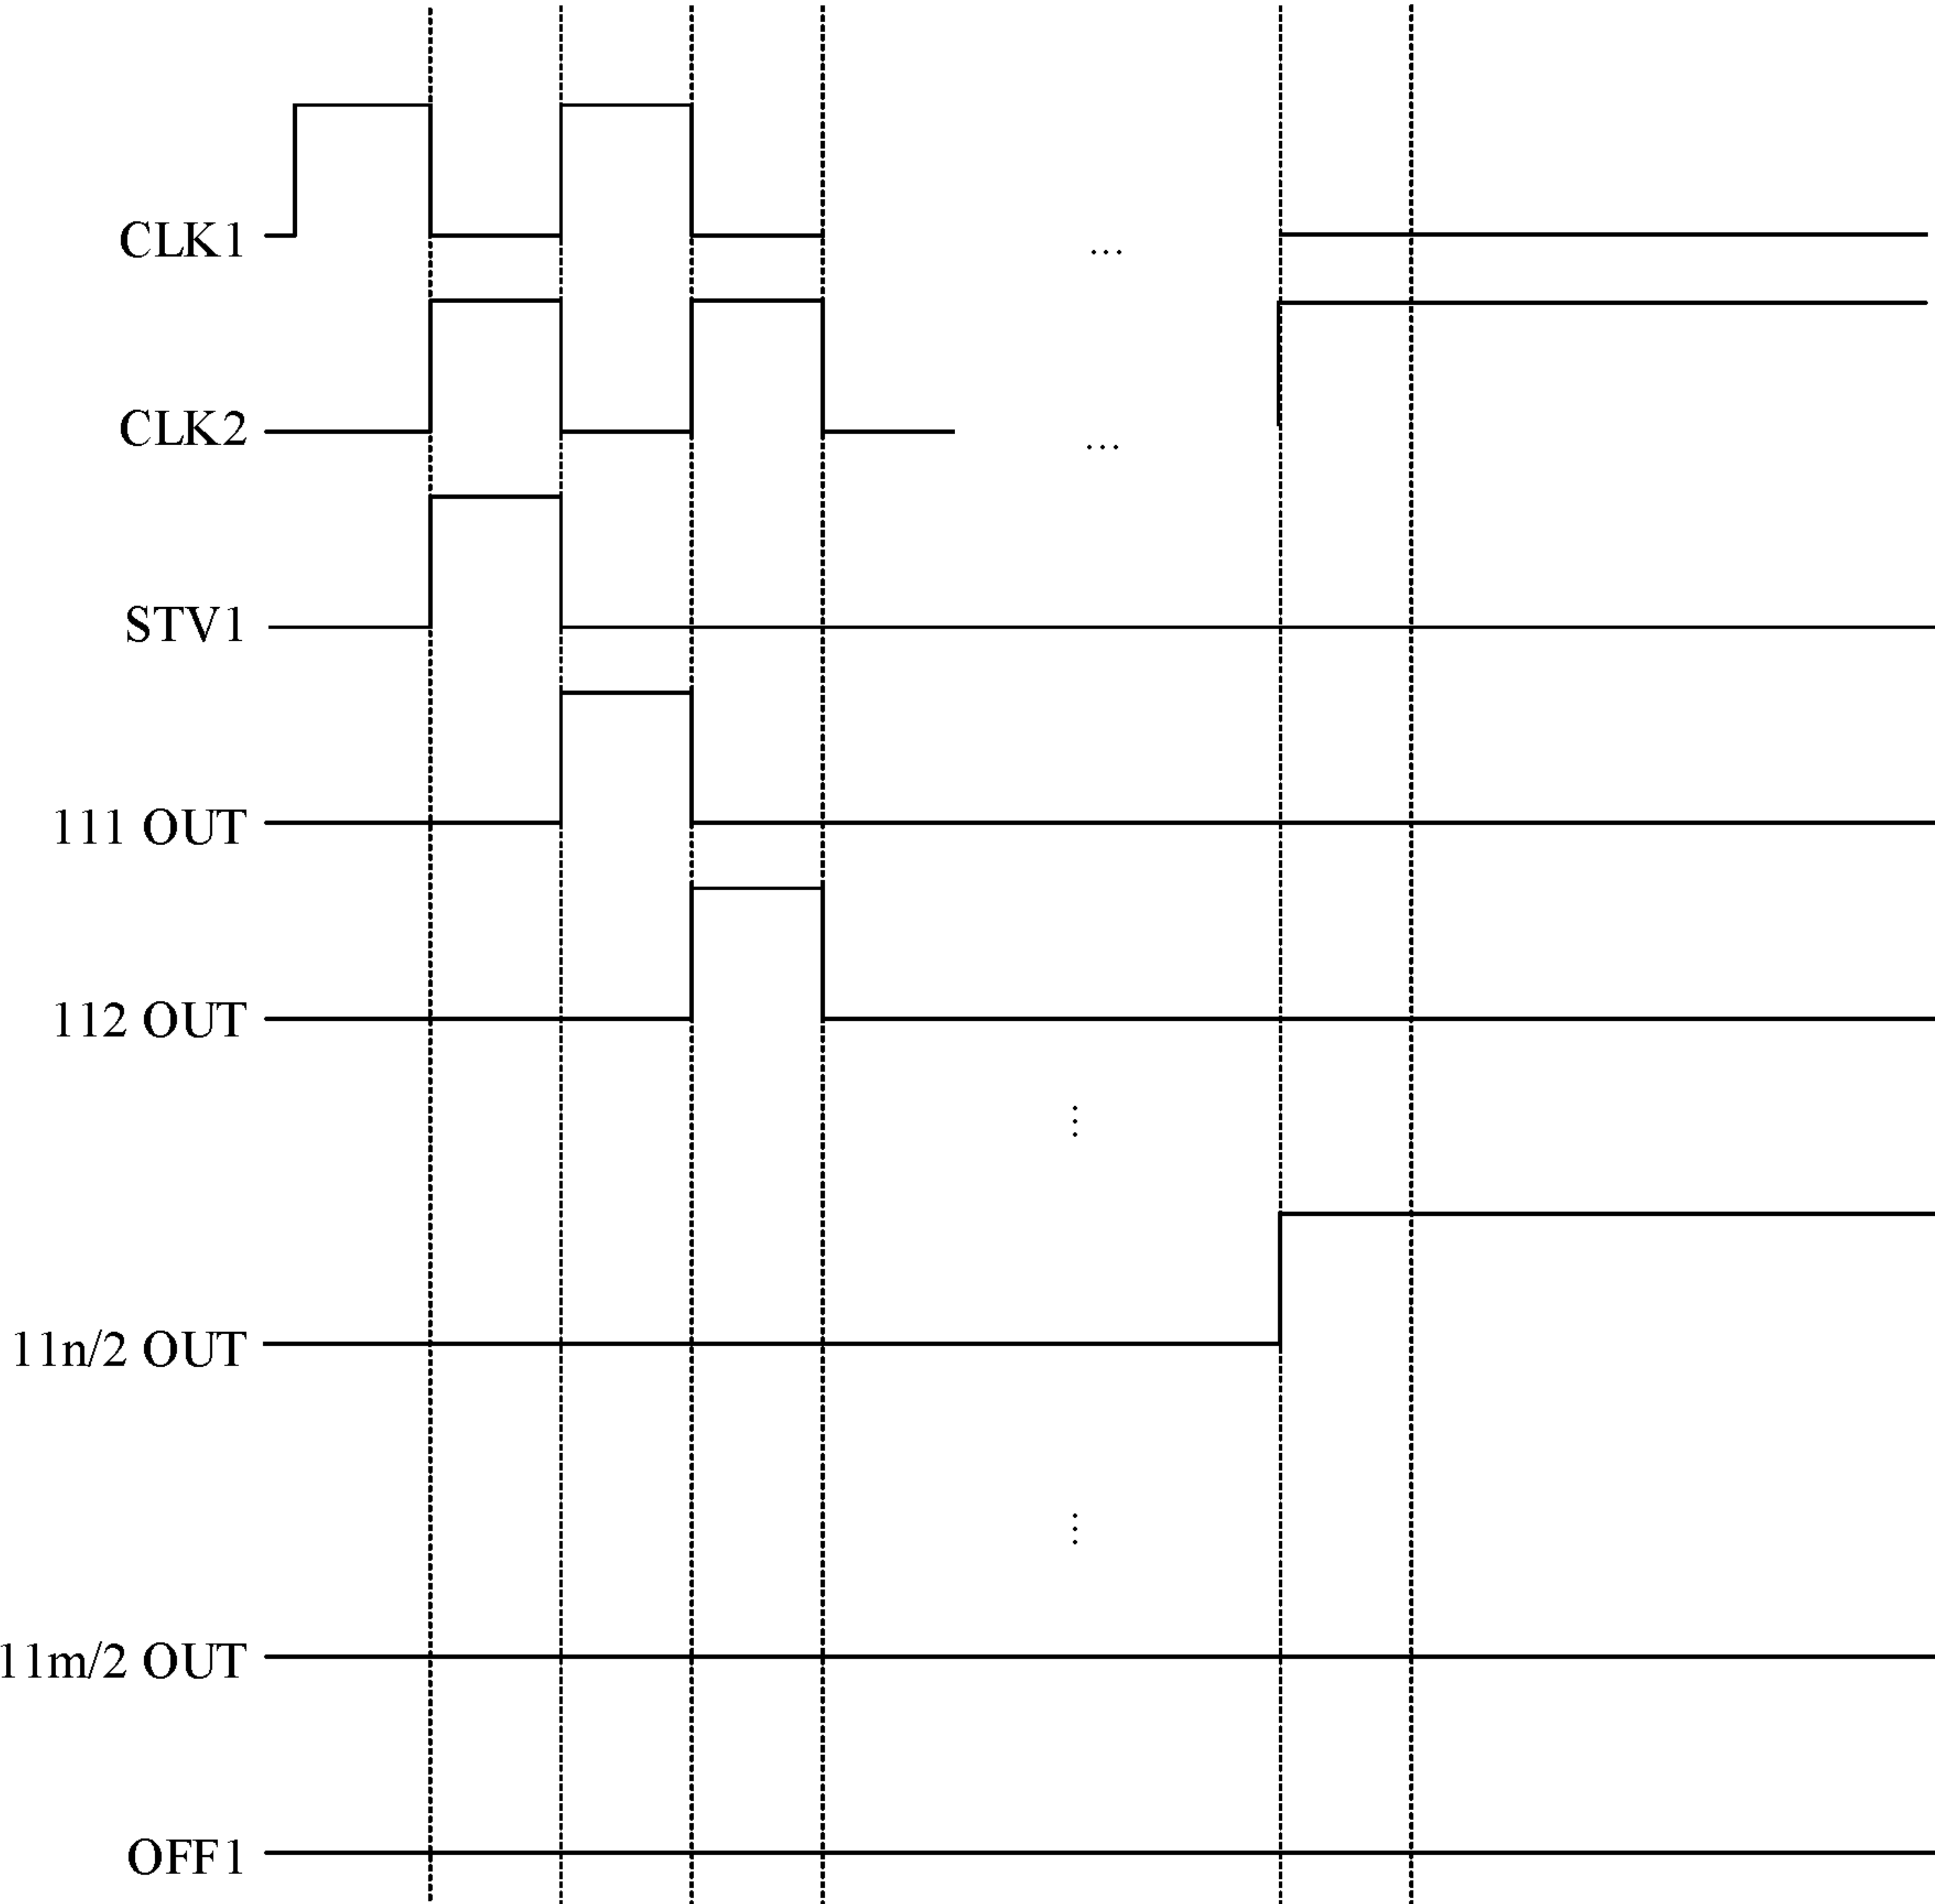 CLK1
...
CLK2
...
STV1
111 OUT
112 OUT
⋮
11n/2 OUT
⋮
11m/2 OUT
OFF1